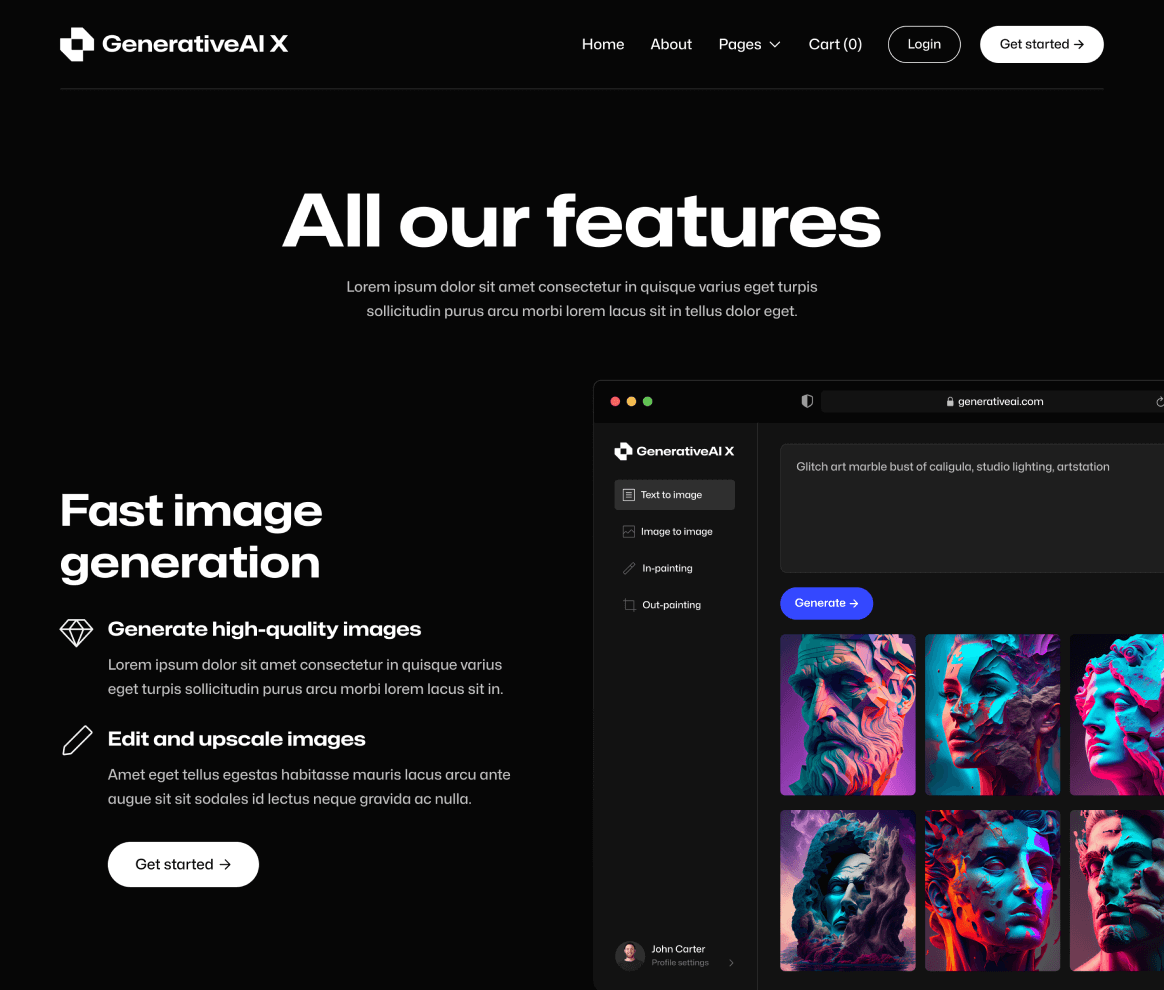 GenerativeAI X
Home
About
Pages
Cart (0)
Login
Get started →
All our features
Lorem ipsum dolor sit amet consectetur in quisque varius eget turpis
sollicitudin purus arcu morbi lorem lacus sit in tellus dolor eget.
Fast image
generation
Generate high-quality images
Lorem ipsum dolor sit amet consectetur in quisque varius
eget turpis sollicitudin purus arcu morbi lorem lacus sit in.
Edit and upscale images
Amet eget tellus egestas habitasse mauris lacus arcu ante
augue sit sit sodales id lectus neque gravida ac nulla.
Get started →
generativeai.com
GenerativeAI X
Text to image
Image to image
In-painting
Out-painting
Glitch art marble bust of caligula, studio lighting, artstation
Generate →
John Carter
Profile settings